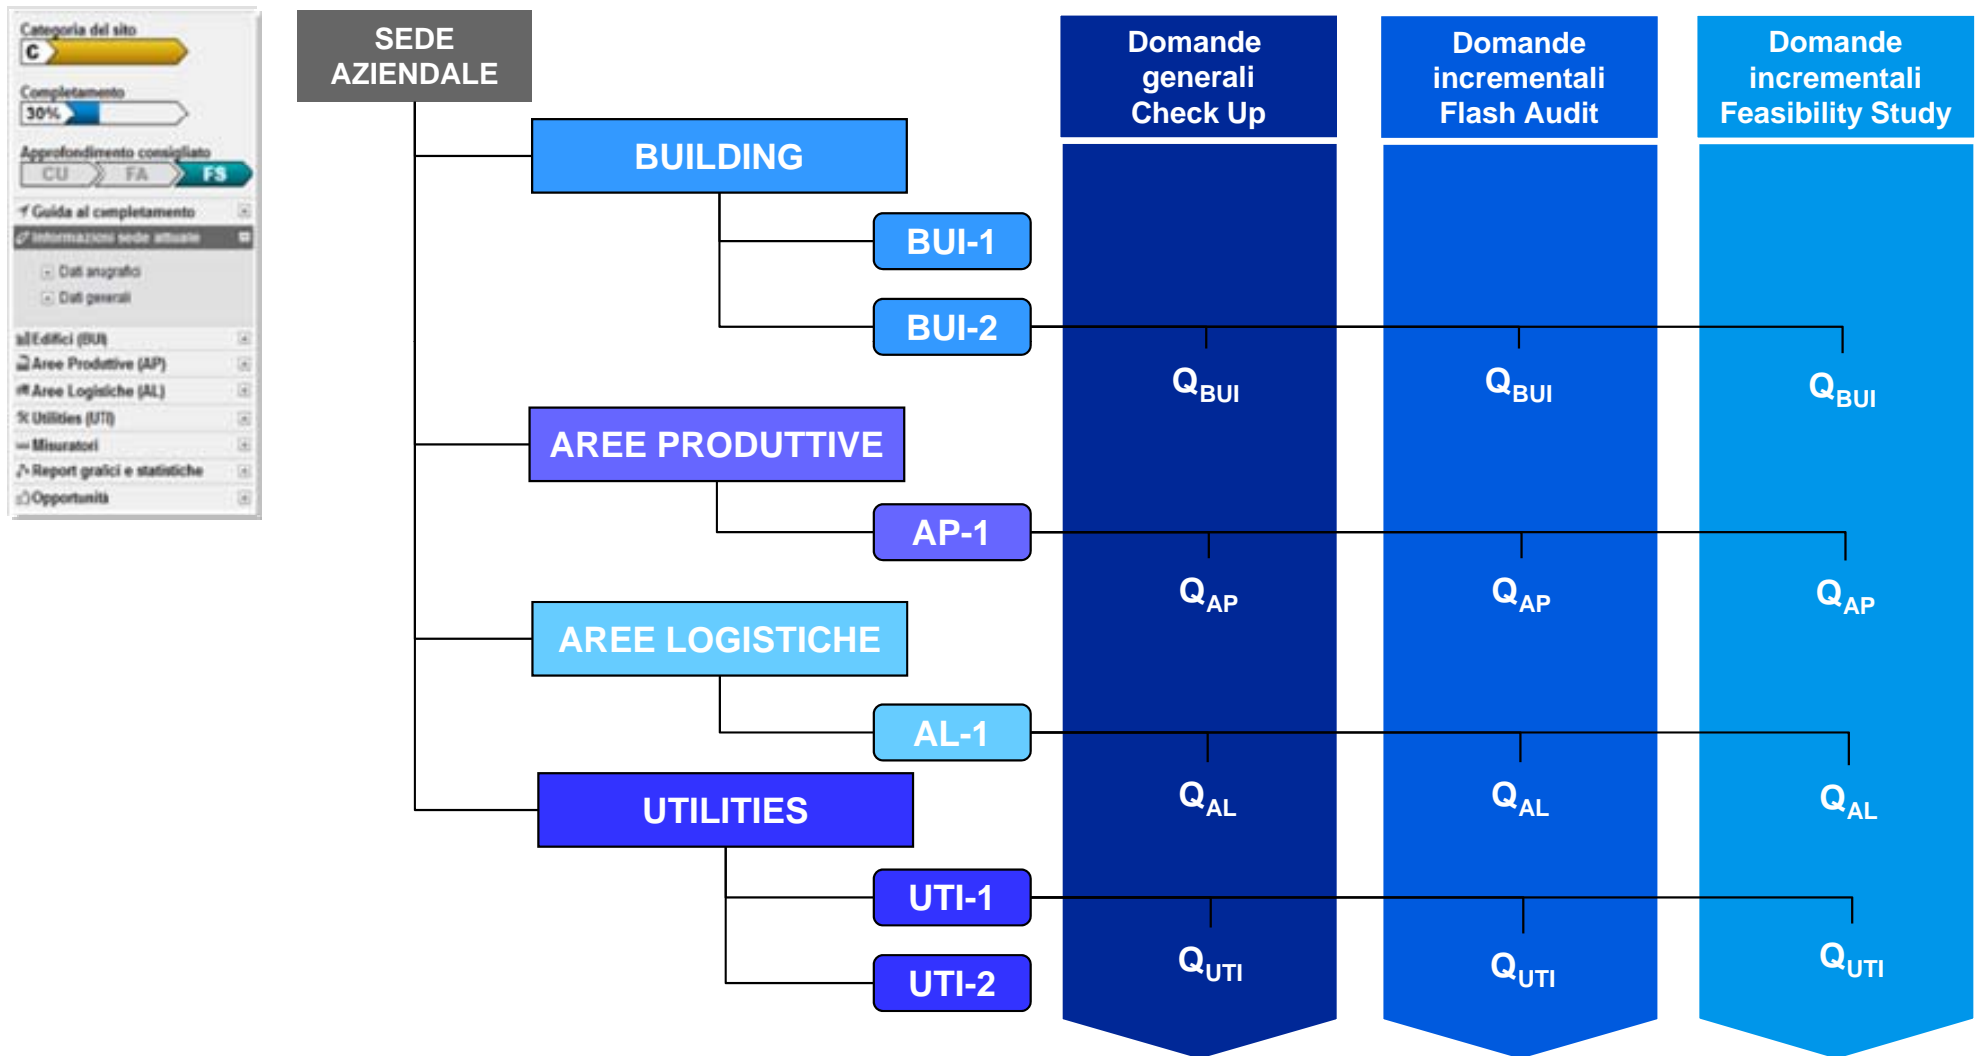 Categoria del sito
C
Completamento
30%
Approfondimento consigliato
CU FA FS
Guida al completamento
Informazioni sede attuale
Dati anagrafici
Dati generali
Edifici (BUI)
Aree Produttive (AP)
Aree Logistiche (AL)
Utilities (UTI)
Misuratori
Report grafici e statistiche
Opportunità
SEDE
AZIENDALE
BUILDING
BUI-1
BUI-2
AREE PRODUTTIVE
AP-1
AREE LOGISTICHE
AL-1
UTILITIES
UTI-1
UTI-2
Domande
generali
Check Up
Domande
incrementali
Flash Audit
Domande
incrementali
Feasibility Study
QBUI QBUI QBUI
QAP QAP QAP
QAL QAL QAL
QUTI QUTI QUTI